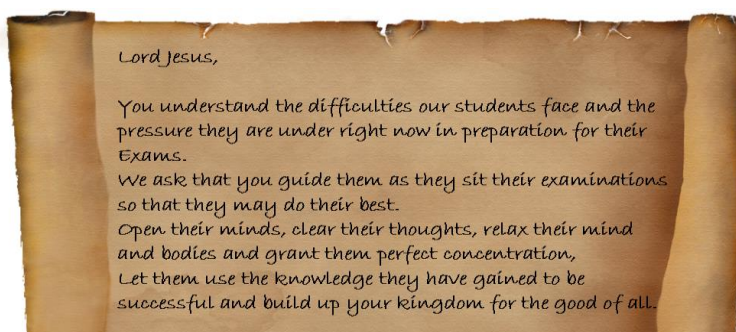 Lord Jesus,
You understand the difficulties our students face and the
pressure they are under right now in preparation for their
Exams.
We ask that you guide them as they sit their examinations
so that they may do their best.
Open their minds, clear their thoughts, relax their mind
and bodies and grant them perfect concentration,
Let them use the knowledge they have gained to be
successful and build up your kingdom for the good of all.